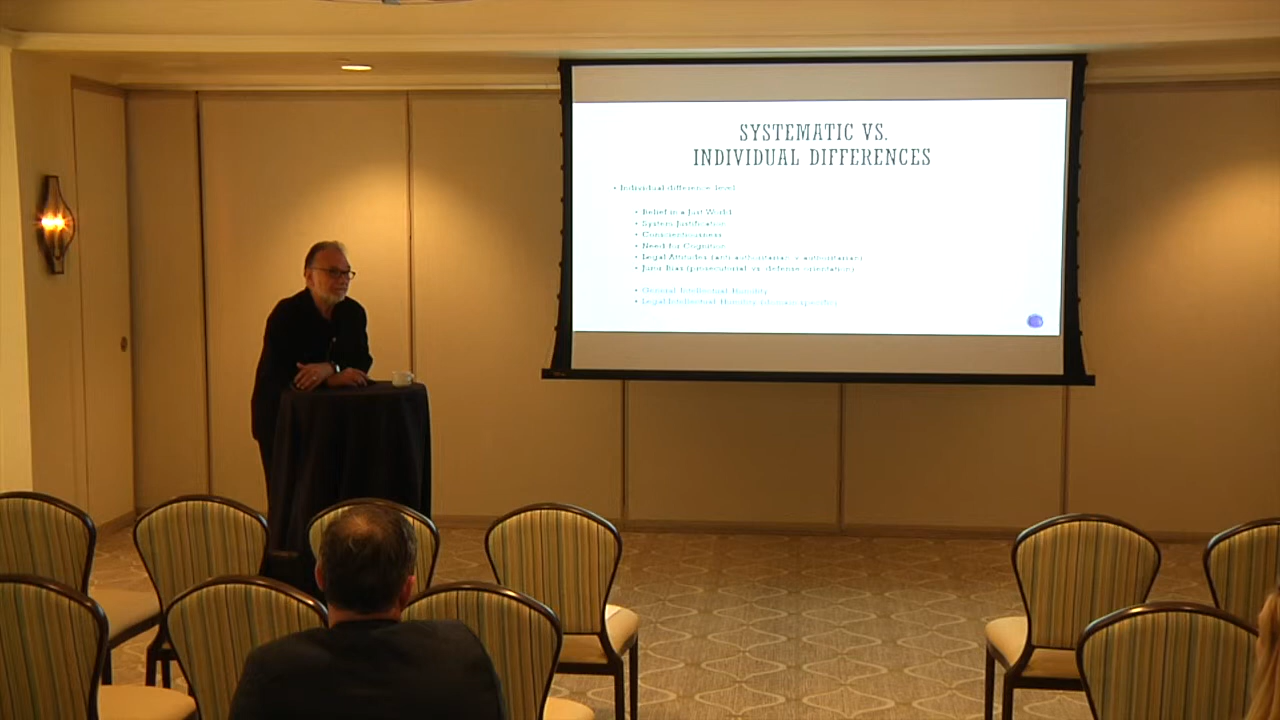 SYSTEMATIC VS.
INDIVIDUAL DIFFERENCES
• Individual difference level
• Belief in a Just World
• System Justification
• Conscientiousness
• Need for Cognition
• Legal Attitudes (anti-authoritarian v. authoritarian)
• Juror Bias (prosecutorial vs. defense orientation)
• General Intellectual Humility
• Legal Intellectual Humility